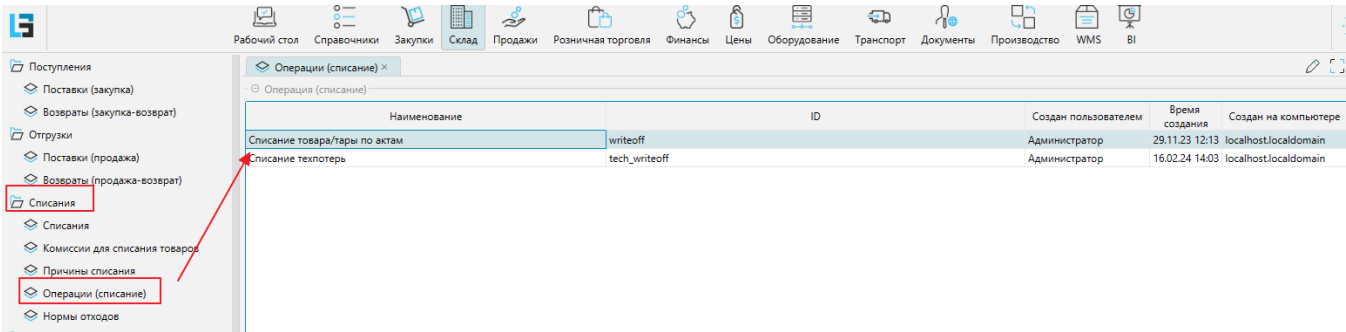 Рабочий стол Справочники Закупки Склад Продажи Розничная торговля Финансы Цены Оборудование Транспорт Документы Производство WMS BI
Поступления
Поставки (закупка)
Возвраты (закупка-возврат)
Отгрузки
Поставки (продажа)
Возвраты (продажа-возврат)
Списания
Списания
Комиссии для списания товаров
Причины списания
Операции (списание)
Нормы отходов
Операции (списание) ×
Операция (списание)
Наименование ID Создан пользователем Время создания Создан на компьютере
Списание товара/тары по актам writeoff Администратор 29.11.23 12:13 localhost.localdomain
Списание техпотерь tech_writeoff Администратор 16.02.24 14:03 localhost.localdomain